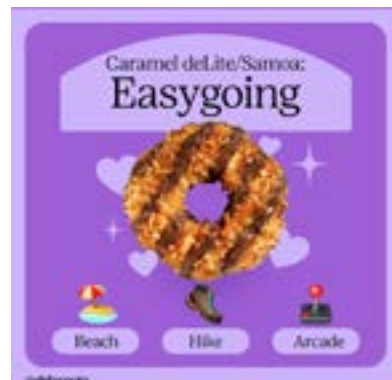 Caramel deLite/Samoa:
Easygoing
Beach
Hike
Arcade